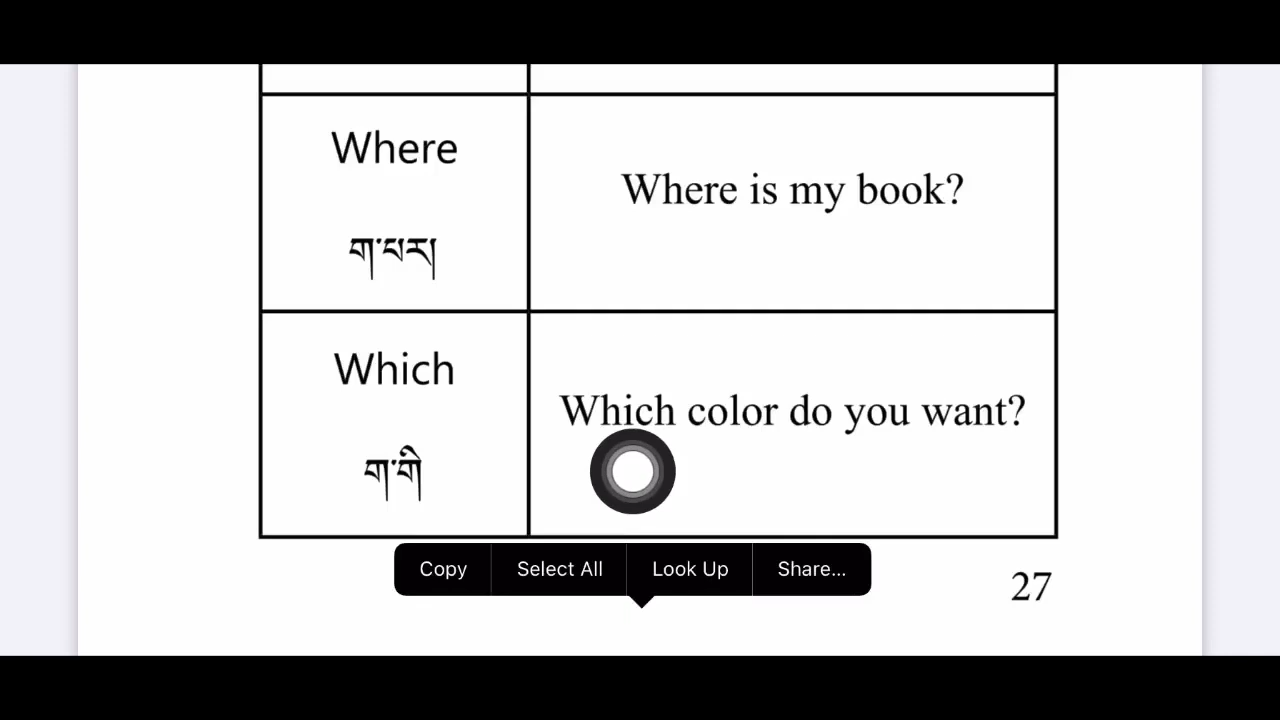 Where
ག་པར།
Where is my book?
Which
ག་གི
Which color do you want?
Copy Select All Look Up Share...
27